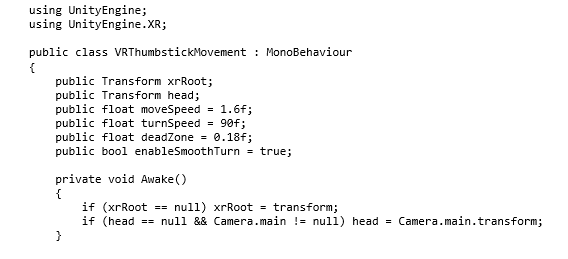 using UnityEngine;
using UnityEngine.XR;

public class VRThumbstickMovement : MonoBehaviour
{
    public Transform xrRoot;
    public Transform head;
    public float moveSpeed = 1.6f;
    public float turnSpeed = 90f;
    public float deadZone = 0.18f;
    public bool enableSmoothTurn = true;

    private void Awake()
    {
        if (xrRoot == null) xrRoot = transform;
        if (head == null && Camera.main != null) head = Camera.main.transform;
    }